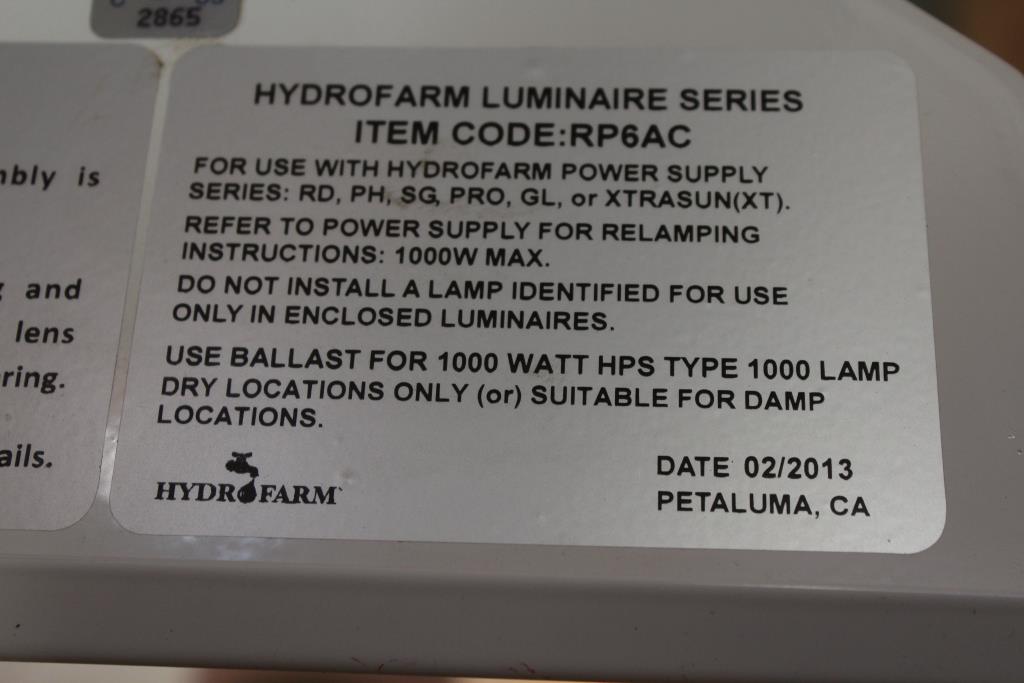 2865
HYDROFARM LUMINAIRE SERIES
ITEM CODE:RP6AC
FOR USE WITH HYDROFARM POWER SUPPLY
SERIES: RD, PH, SG, PRO, GL, or XTRASUN(XT).
REFER TO POWER SUPPLY FOR RELAMPING
INSTRUCTIONS: 1000W MAX.
DO NOT INSTALL A LAMP IDENTIFIED FOR USE
ONLY IN ENCLOSED LUMINAIRES.
USE BALLAST FOR 1000 WATT HPS TYPE 1000 LAMP
DRY LOCATIONS ONLY (or) SUITABLE FOR DAMP
LOCATIONS.
HYDROFARM
DATE 02/2013
PETALUMA, CA
is
and
lens